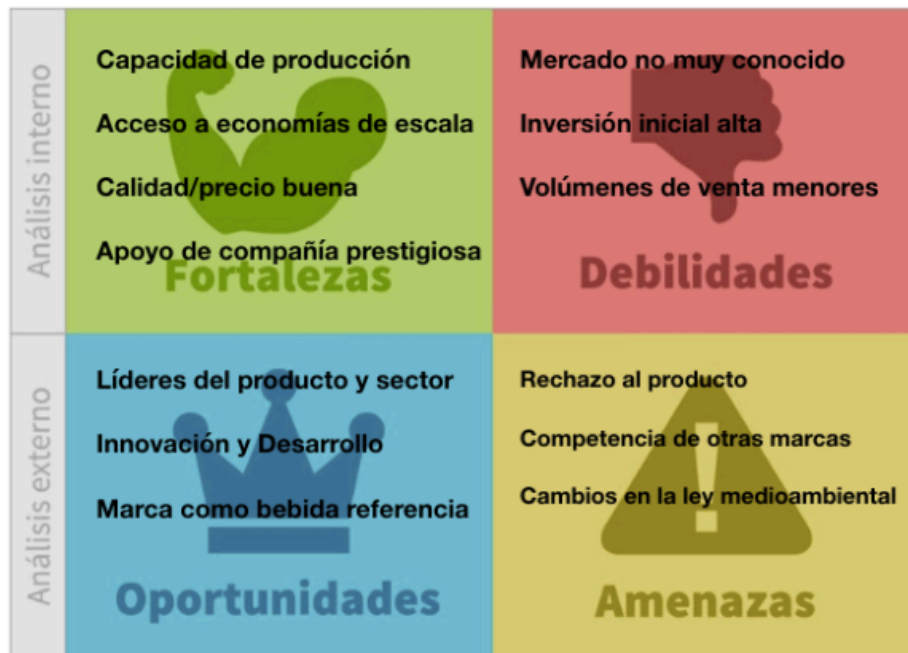 Análisis interno
Capacidad de producción
Acceso a economías de escala
Calidad/precio buena
Apoyo de compañía prestigiosa
Fortalezas
Mercado no muy conocido
Inversión inicial alta
Volúmenes de venta menores
Debilidades
Análisis externo
Líderes del producto y sector
Innovación y Desarrollo
Marca como bebida referencia
Oportunidades
Rechazo al producto
Competencia de otras marcas
Cambios en la ley medioambiental
Amenazas